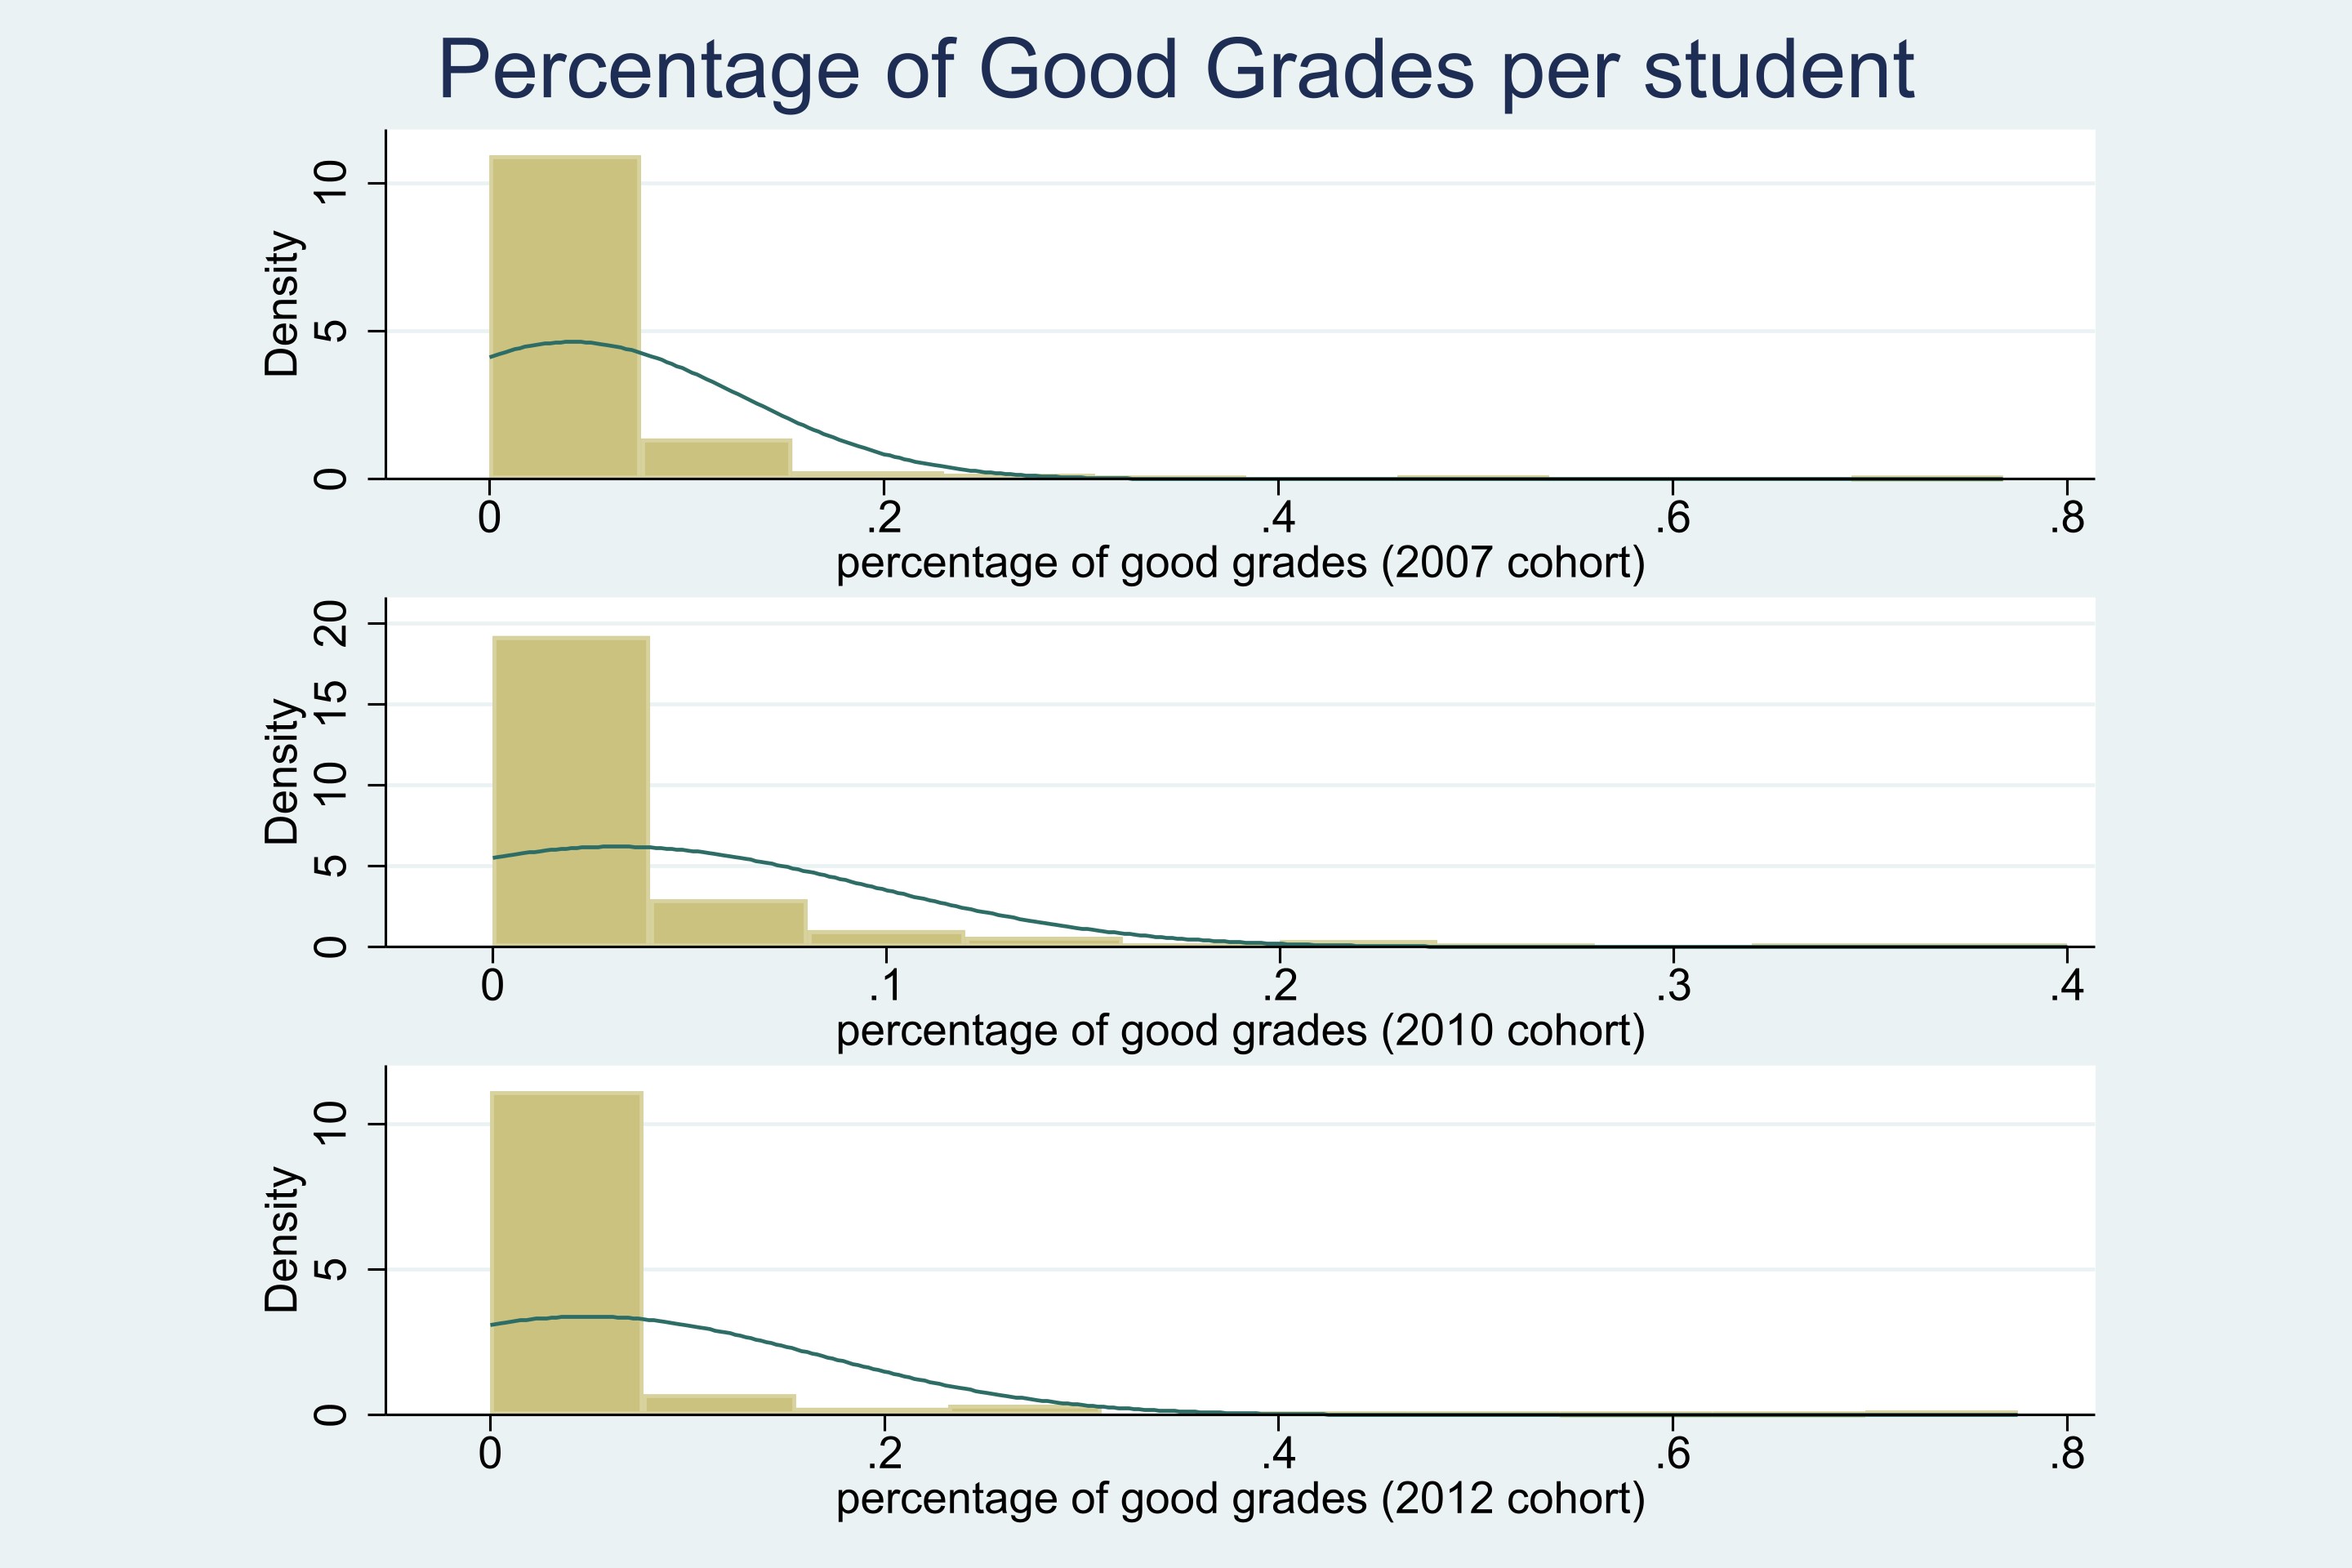 Percentage of Good Grades per student
Density
10
5
0
0 .2 .4 .6 .8
percentage of good grades (2007 cohort)
Density
20
15
10
5
0
0 .1 .2 .3 .4
percentage of good grades (2010 cohort)
Density
10
5
0
0 .2 .4 .6 .8
percentage of good grades (2012 cohort)